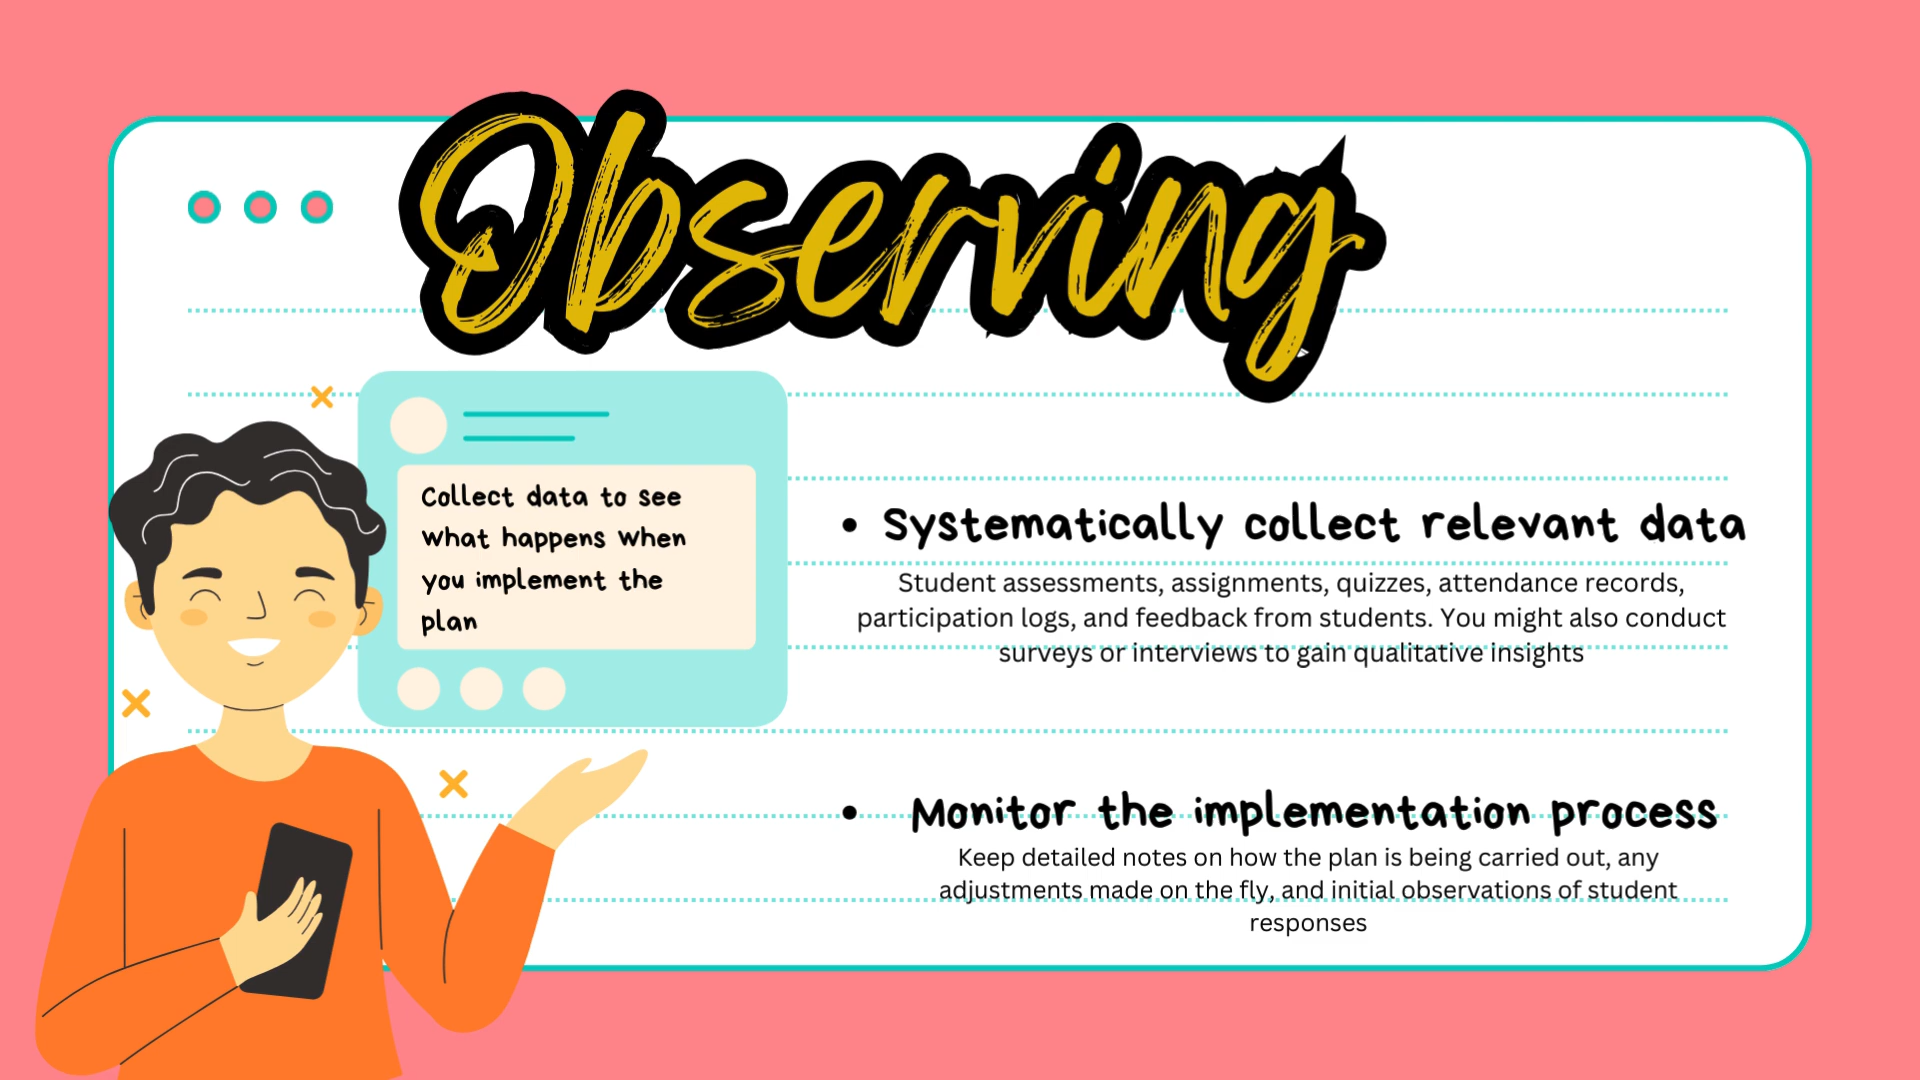 Observing
Collect data to see
what happens when
you implement the
plan
• Systematically collect relevant data
Student assessments, assignments, quizzes, attendance records,
participation logs, and feedback from students. You might also conduct
surveys or interviews to gain qualitative insights
• Monitor the implementation process
Keep detailed notes on how the plan is being carried out, any
adjustments made on the fly, and initial observations of student
responses